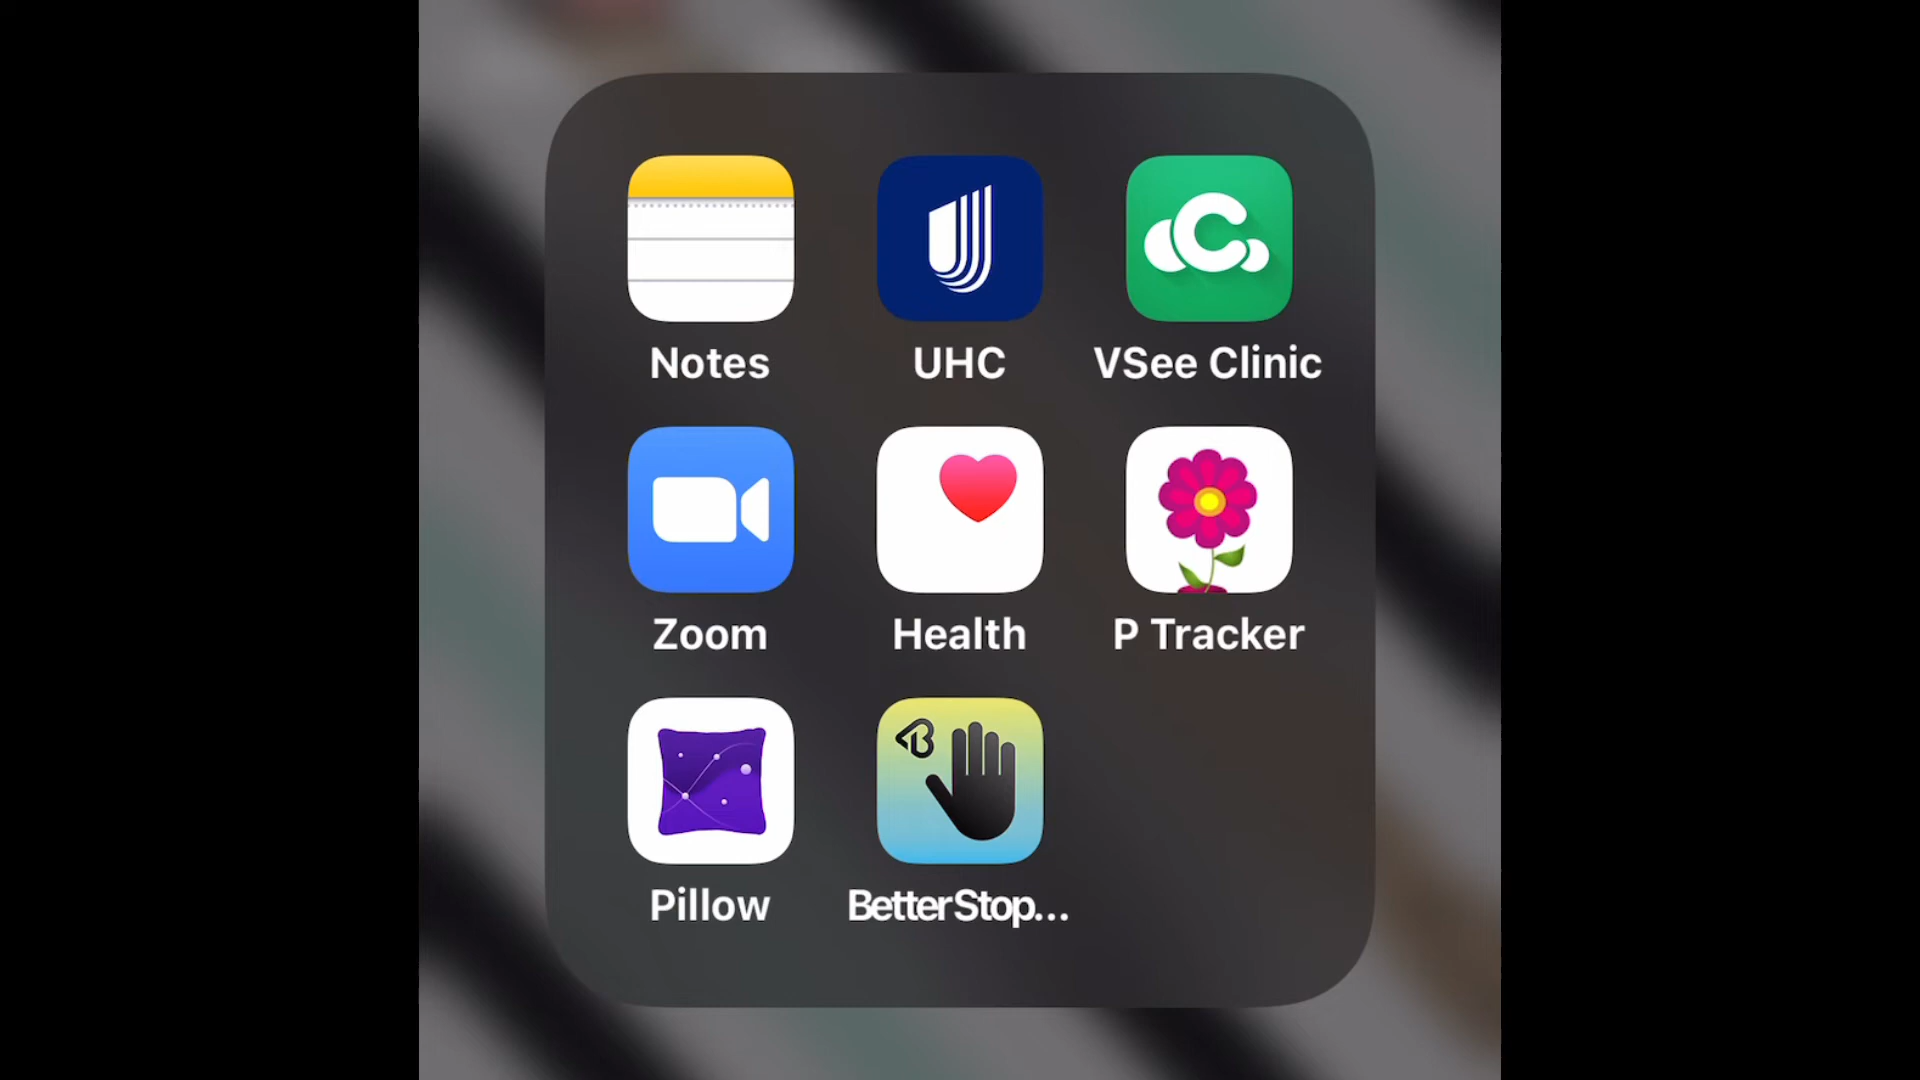 Notes
UHC
VSee Clinic
Zoom
Health
P Tracker
Pillow
BetterStop...